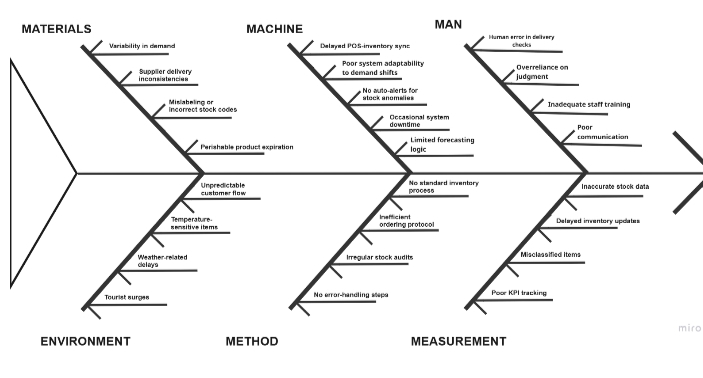 MATERIALS
MACHINE
MAN
Variability in demand
Supplier delivery
inconsistencies
Mislabeling or
incorrect stock codes
Perishable product expiration
Delayed POS-inventory sync
Poor system adaptability
to demand shifts
No auto-alerts for
stock anomalies
Occasional system
downtime
Limited forecasting
logic
Human error in delivery
checks
Overreliance on
judgment
Inadequate staff training
Poor
communication
Unpredictable
customer flow
Temperature-
sensitive items
Weather-related
delays
Tourist surges
No standard inventory
process
Inefficient
ordering protocol
Irregular stock audits
No error-handling steps
Inaccurate stock data
Delayed inventory updates
Misclassified items
Poor KPI tracking
ENVIRONMENT
METHOD
MEASUREMENT
miro